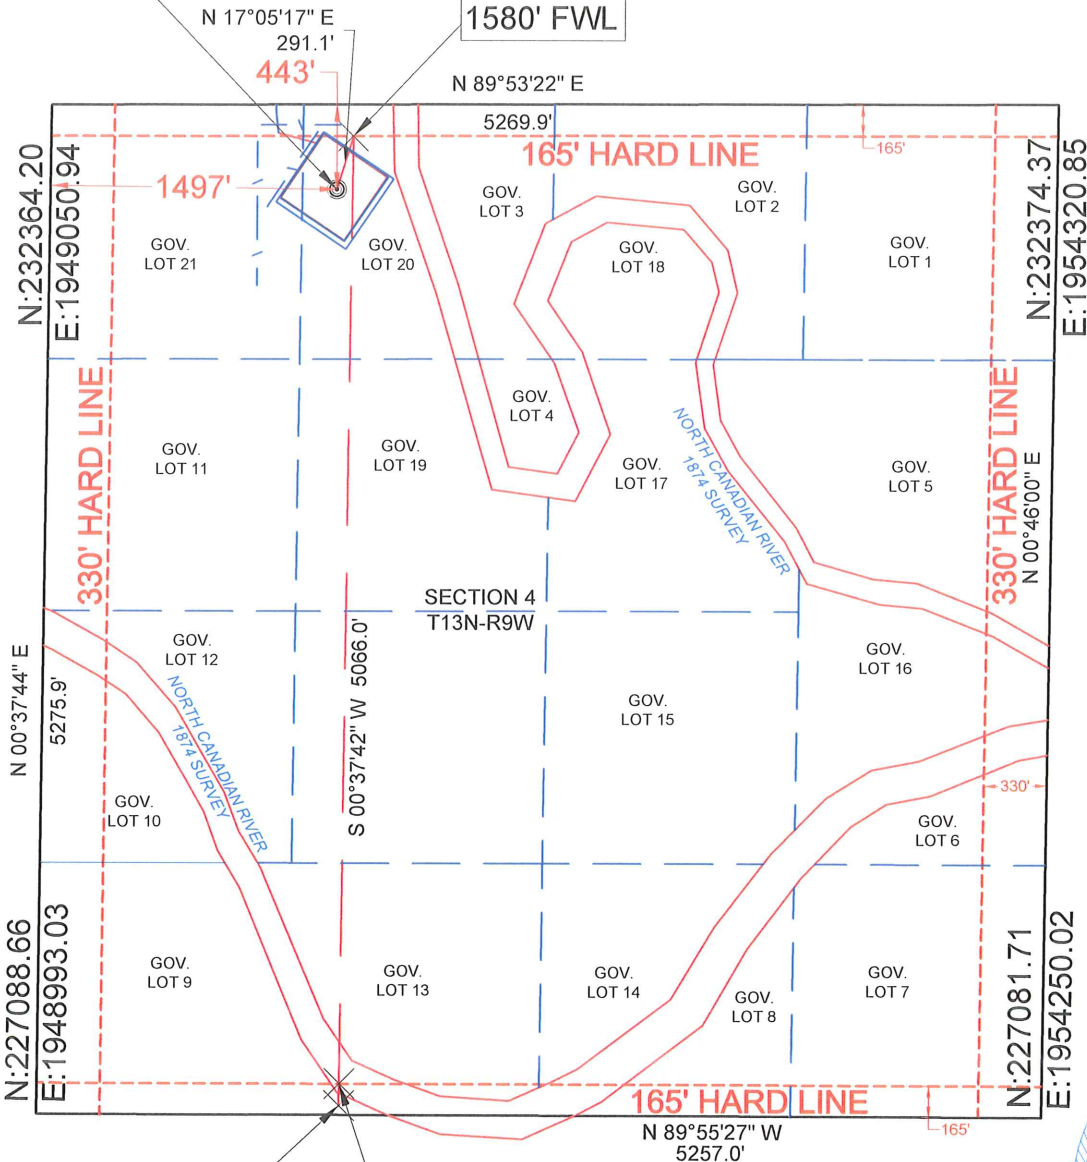 N 17°05'17" E
291.1'
1580' FWL
443'
N 89°53'22" E
5269.9'
165' HARD LINE
165'
N:232364.20
E:1949050.94
1497'
N:232374.37
E:1954320.85
GOV.
LOT 3
GOV.
LOT 2
GOV.
LOT 21
GOV.
LOT 20
GOV.
LOT 18
GOV.
LOT 1
330' HARD LINE
GOV.
LOT 4
GOV.
LOT 11
GOV.
LOT 19
GOV.
LOT 17
NORTH CANADIAN RIVER
1874 SURVEY
GOV.
LOT 5
330' HARD LINE
N 00°46'00" E
SECTION 4
T13N-R9W
GOV.
LOT 12
GOV.
LOT 16
N 00°37'44" E
5275.9'
NORTH CANADIAN RIVER
1874 SURVEY
S 00°37'42" W 5066.0'
GOV.
LOT 15
GOV.
LOT 10
330'
GOV.
LOT 6
N:227088.66
E:1948993.03
GOV.
LOT 9
GOV.
LOT 13
GOV.
LOT 14
GOV.
LOT 8
GOV.
LOT 7
N:227081.71
E:1954250.02
165' HARD LINE
165'
N 89°55'27" W
5257.0'